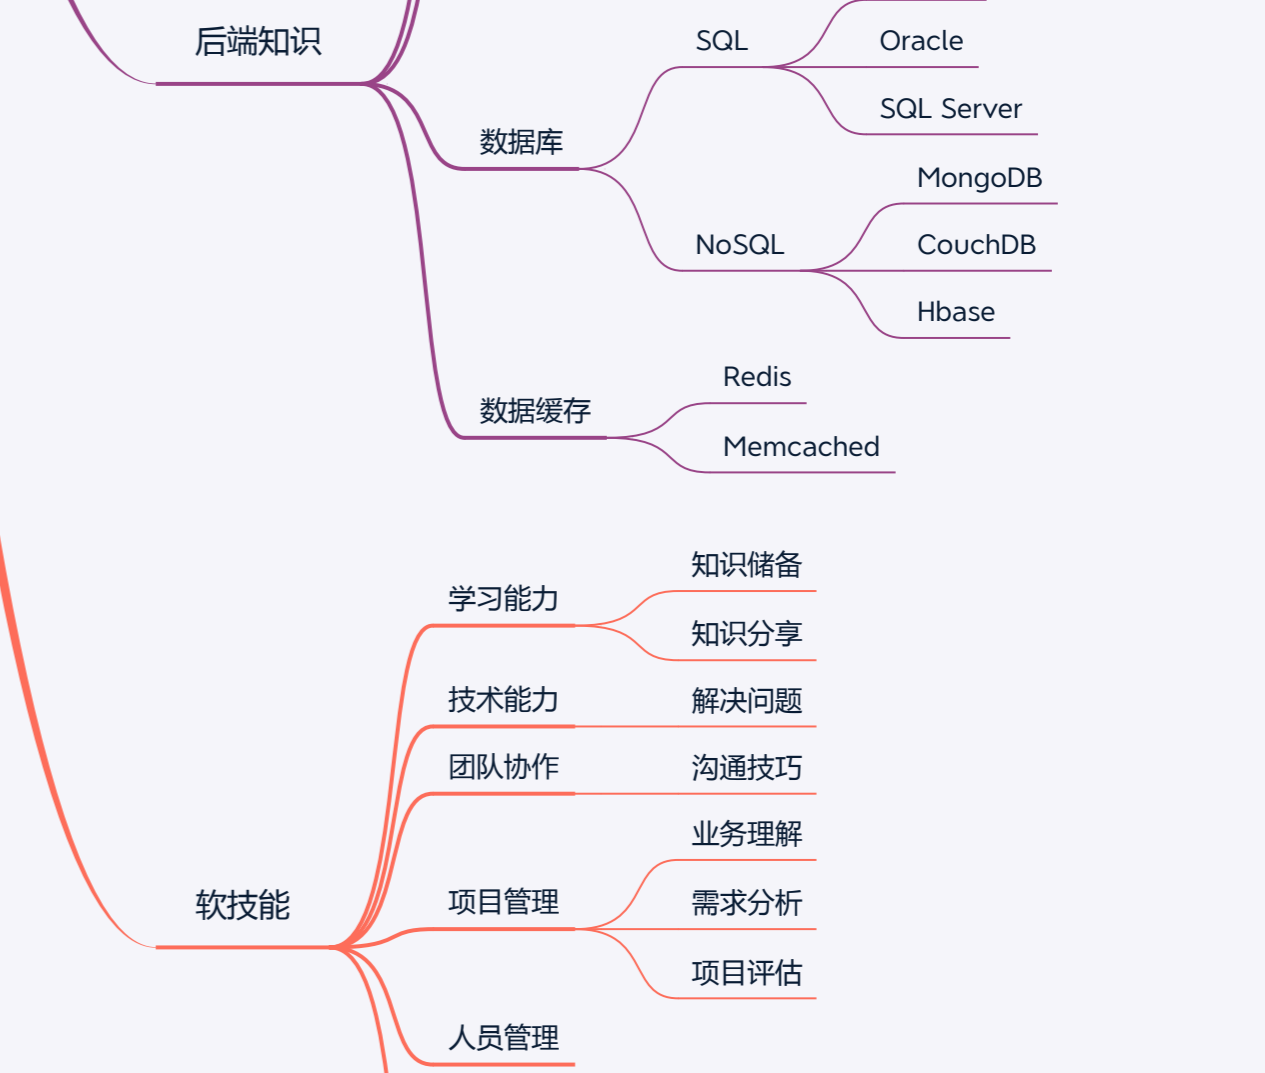 后端知识
数据库
SQL
Oracle
SQL Server
NoSQL
MongoDB
CouchDB
Hbase
数据缓存
Redis
Memcached
软技能
学习能力
知识储备
知识分享
技术能力
解决问题
团队协作
沟通技巧
项目管理
业务理解
需求分析
项目评估
人员管理